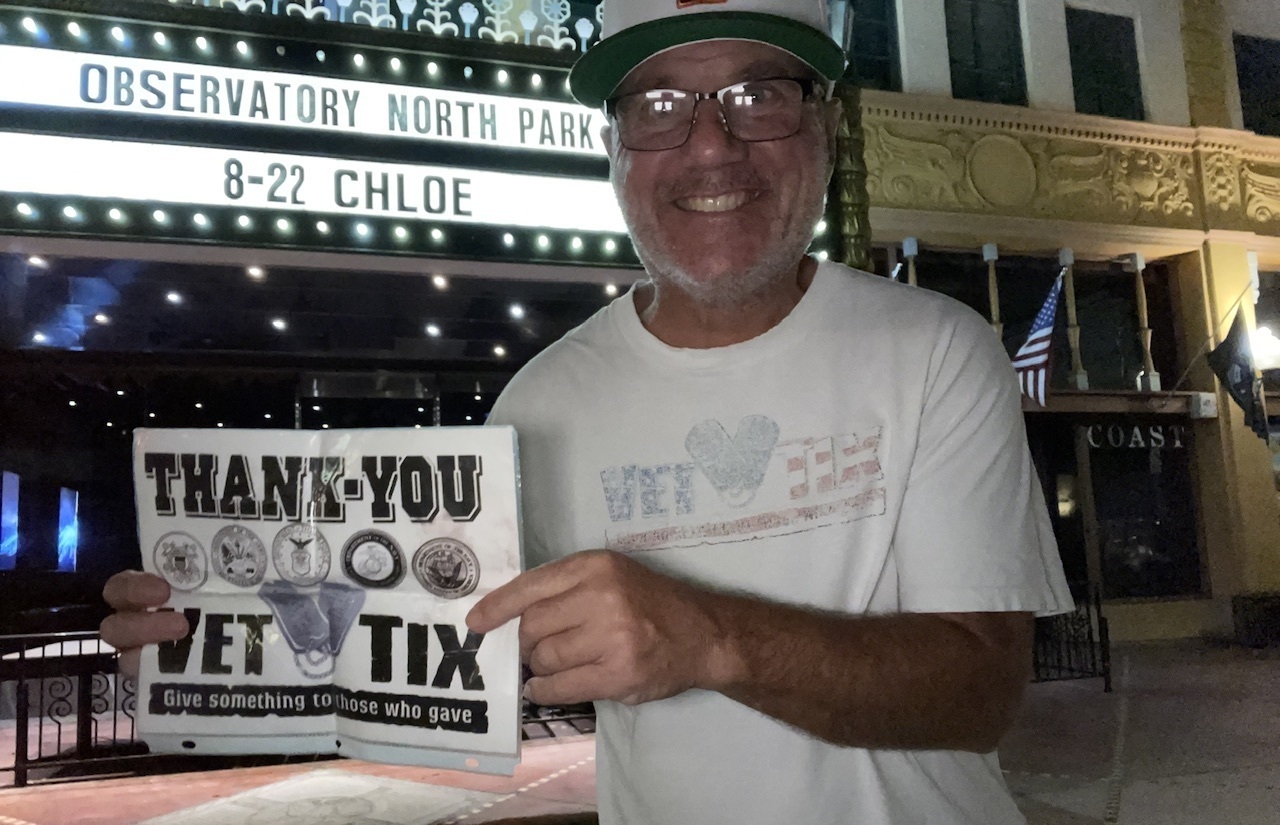 OBSERVATORY NORTH PARK
8-22 CHLOE
COAST
VET TIX
THANK-YOU
VET TIX
Give something to those who gave